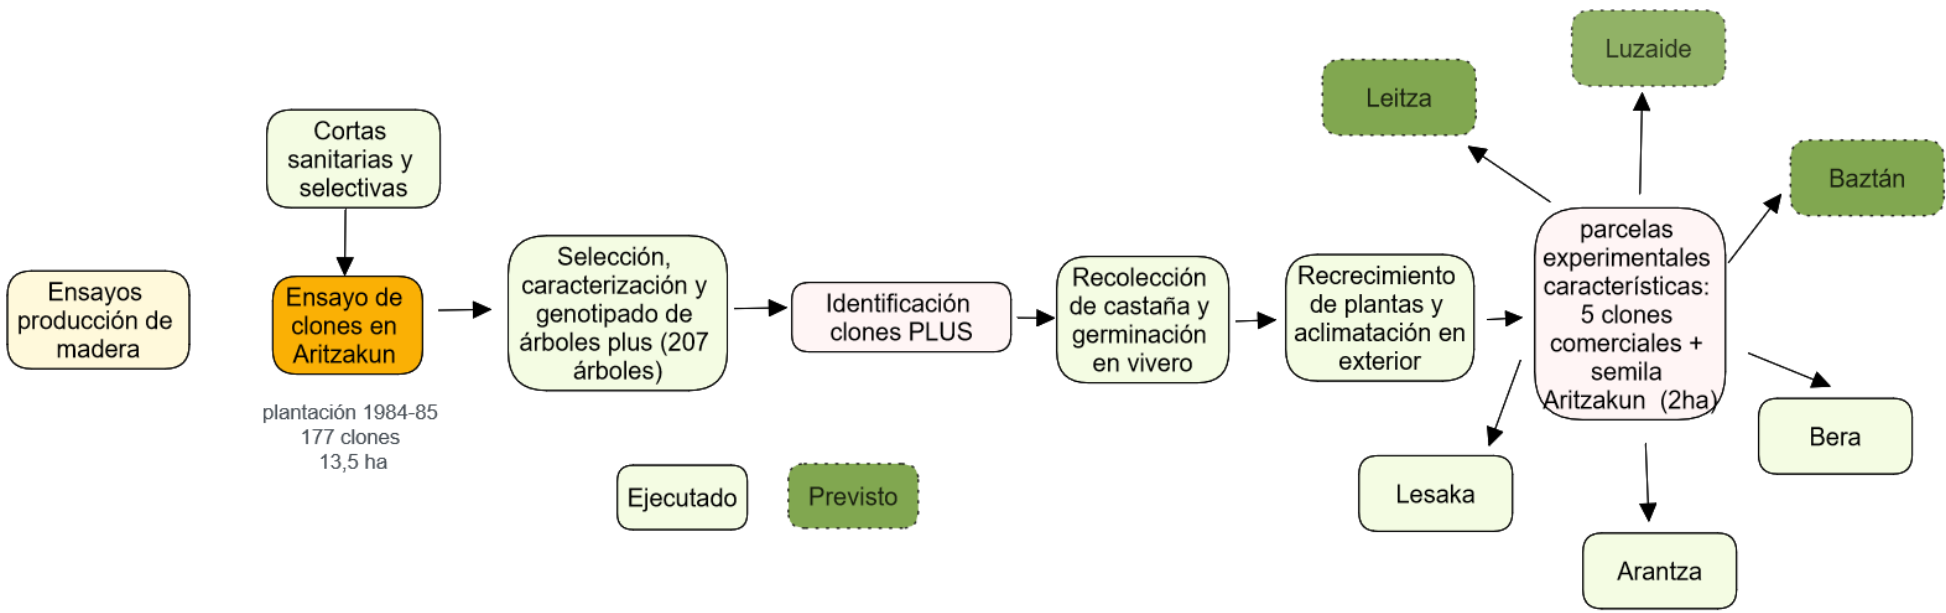 Ensayos
producción de
madera
Cortas
sanitarias y
selectivas
Ensayo de
clones en
Aritzakun
plantación 1984-85
177 clones
13,5 ha
Selección,
caracterización y
genotipado de
árboles plus (207
árboles)
Identificación
clones PLUS
Recolección
de castaña y
germinación
en vivero
Recrecimiento
de plantas y
aclimatación en
exterior
parcelas
experimentales
características:
5 clones
comerciales +
semila
Aritzakun (2ha)
Leitza
Luzaide
Baztán
Bera
Arantza
Lesaka
Ejecutado
Previsto